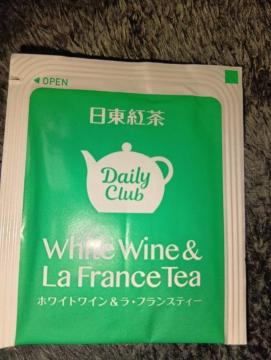 ◀ OPEN
日東紅茶
Daily
Club
White Wine &
La France Tea
ホワイトワイン&ラ・フランスティー